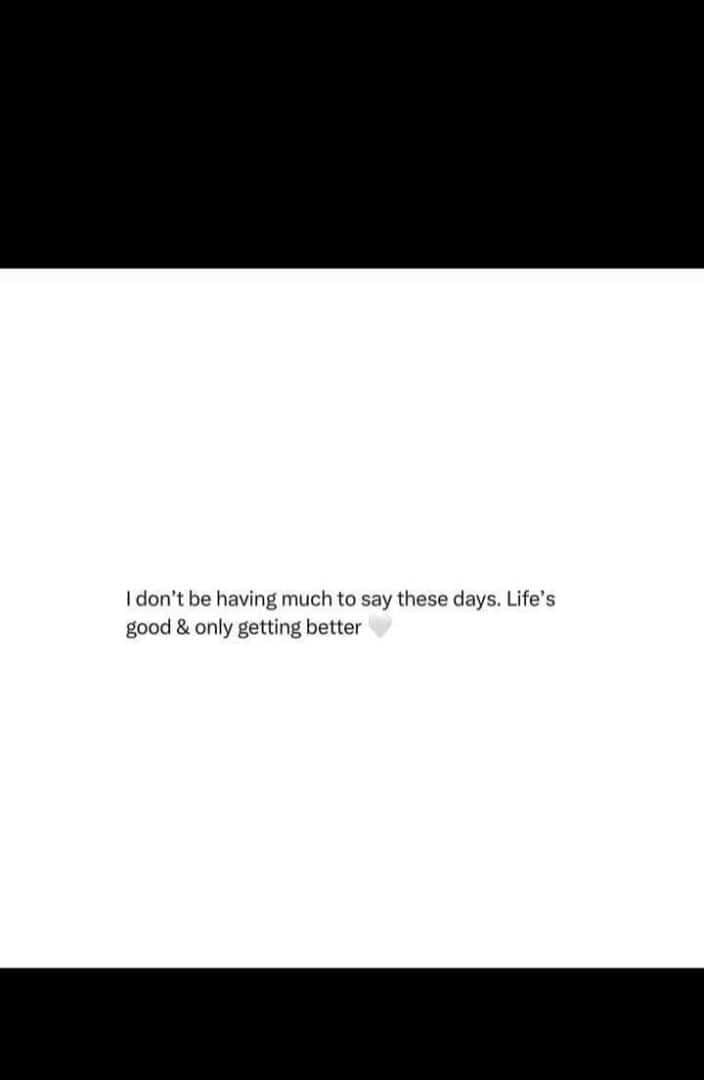 I don’t be having much to say these days. Life’s
good & only getting better 🤍